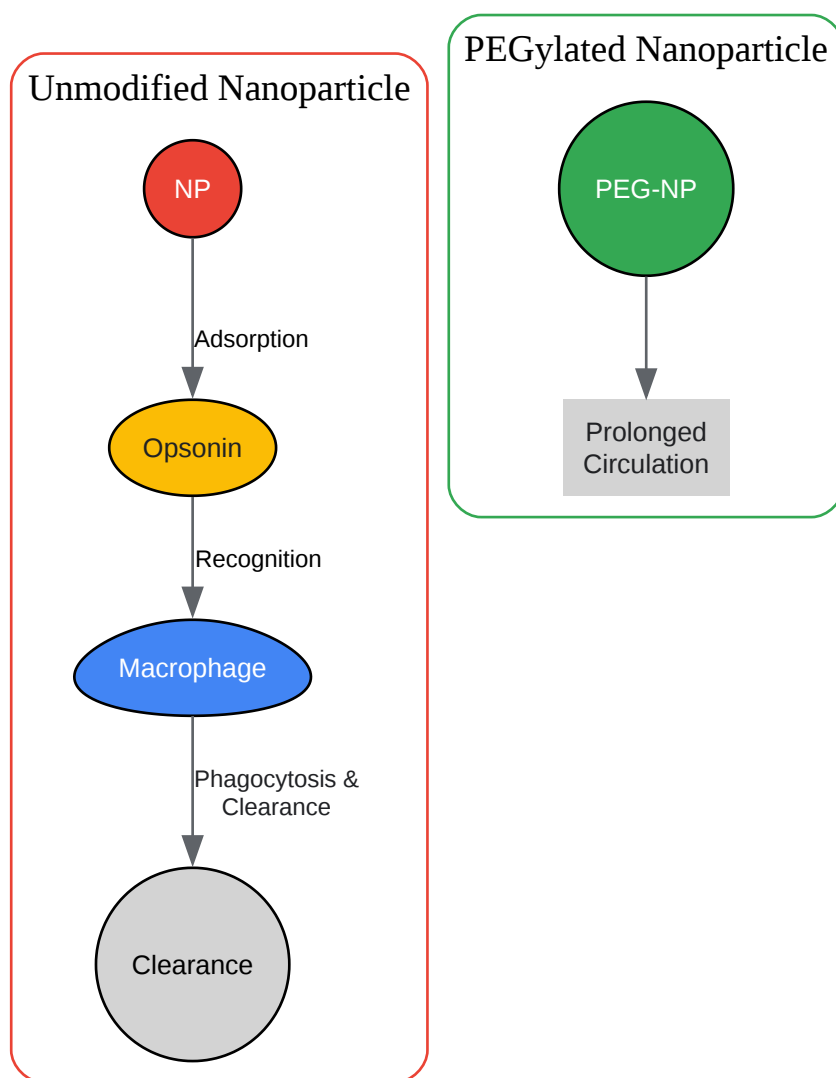 Unmodified Nanoparticle
NP
Adsorption
Opsonin
Recognition
Macrophage
Phagocytosis &
Clearance
Clearance
PEGylated Nanoparticle
PEG-NP
Prolonged
Circulation